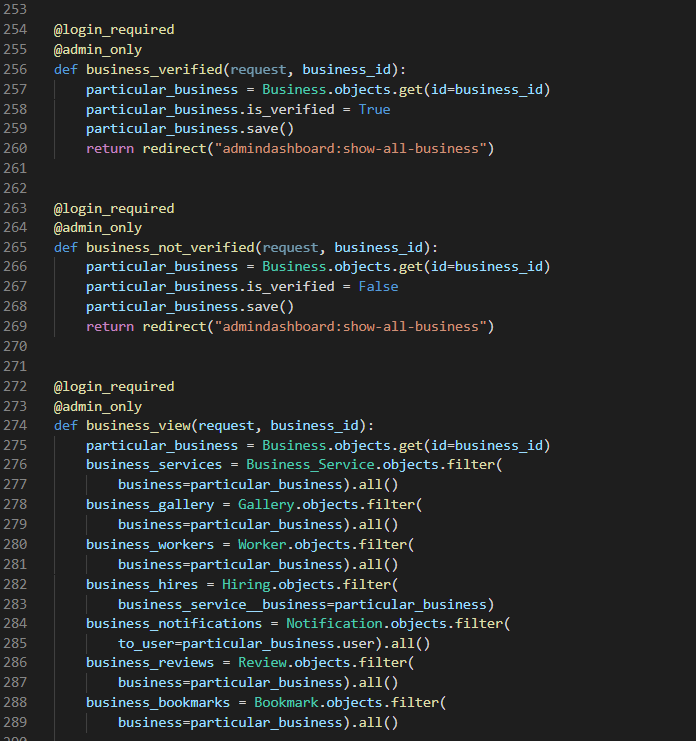 253
254 @login_required
255 @admin_only
256 def business_verified(request, business_id):
257 particular_business = Business.objects.get(id=business_id)
258 particular_business.is_verified = True
259 particular_business.save()
260 return redirect("admindashboard:show-all-business")
261
262
263 @login_required
264 @admin_only
265 def business_not_verified(request, business_id):
266 particular_business = Business.objects.get(id=business_id)
267 particular_business.is_verified = False
268 particular_business.save()
269 return redirect("admindashboard:show-all-business")
270
271
272 @login_required
273 @admin_only
274 def business_view(request, business_id):
275 particular_business = Business.objects.get(id=business_id)
276 business_services = Business_Service.objects.filter(
277 business=particular_business).all()
278 business_gallery = Gallery.objects.filter(
279 business=particular_business).all()
280 business_workers = Worker.objects.filter(
281 business=particular_business).all()
282 business_hires = Hiring.objects.filter(
283 business_service__business=particular_business)
284 business_notifications = Notification.objects.filter(
285 to_user=particular_business.user).all()
286 business_reviews = Review.objects.filter(
287 business=particular_business).all()
288 business_bookmarks = Bookmark.objects.filter(
289 business=particular_business).all()